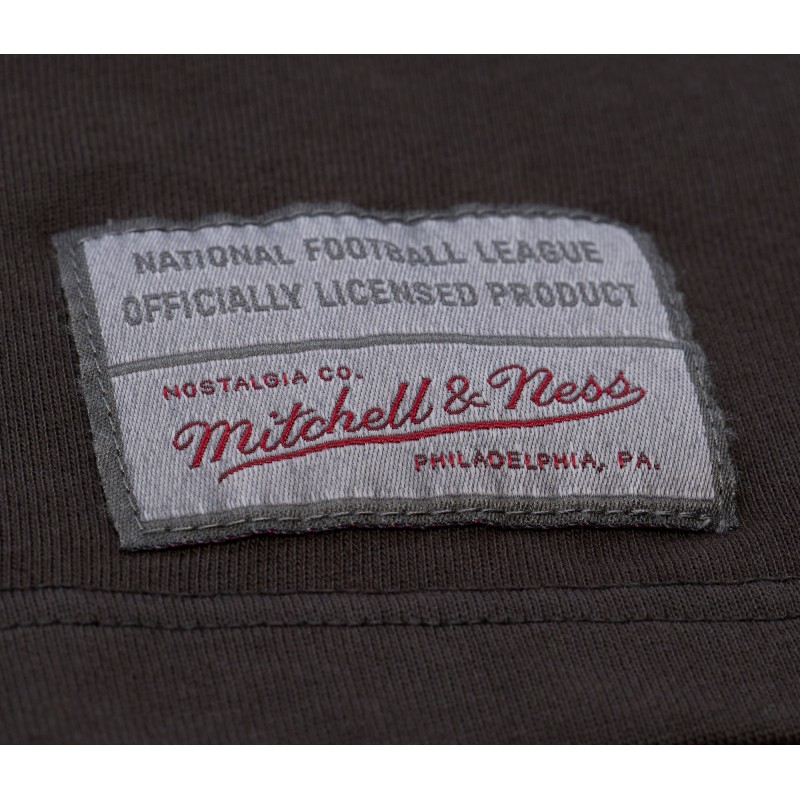 NATIONAL FOOTBALL LEAGUE
OFFICIALLY LICENSED PRODUCT
NOSTALGIA CO.
Mitchell & Ness
PHILADELPHIA, PA.